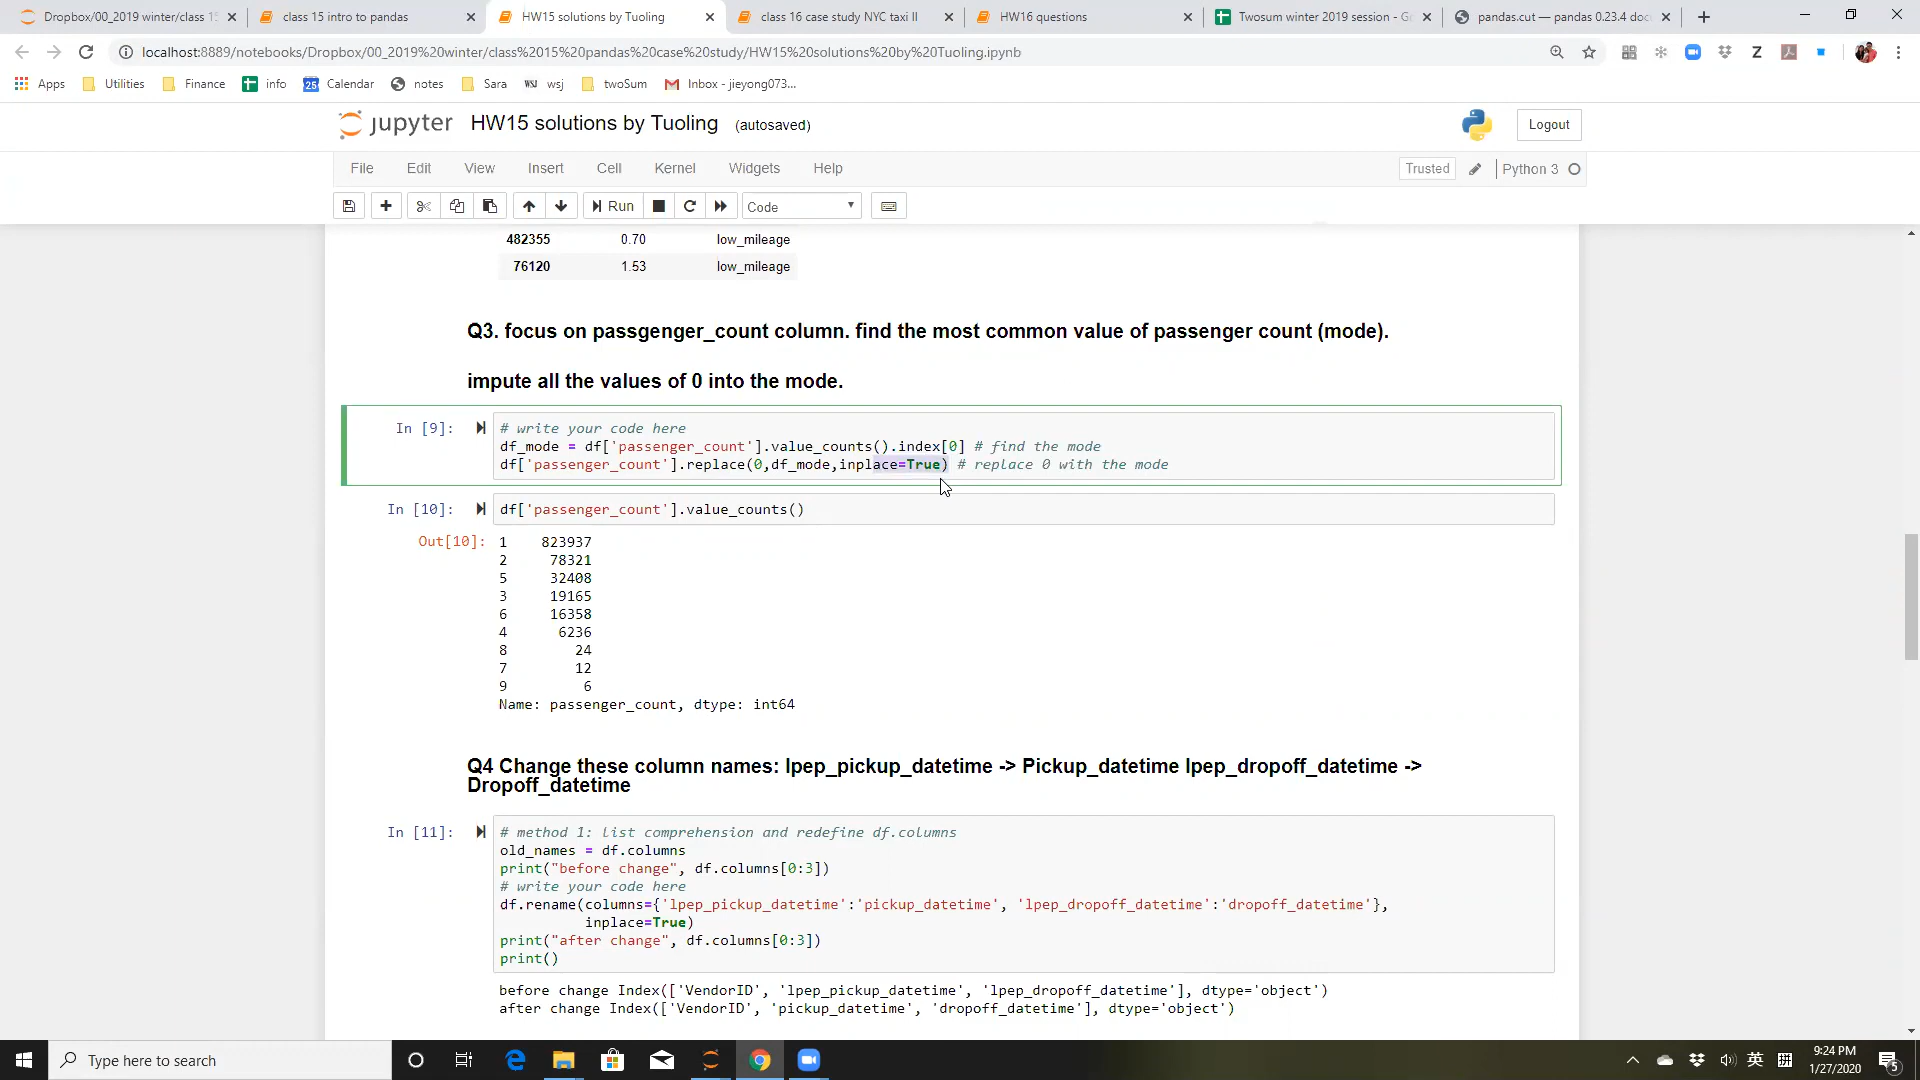 Dropbox/00_2019 winter/class 15
class 15 intro to pandas
HW15 solutions by Tuoling
class 16 case study NYC taxi II
HW16 questions
Twosum winter 2019 session - G
pandas.cut — pandas 0.23.4 doc
localhost:8889/notebooks/Dropbox/00_2019%20winter/class%2015%20pandas%20case%20study/HW15%20solutions%20by%20Tuoling.ipynb
Apps Utilities Finance info Calendar notes Sara wsj twoSum Inbox - jieyong073...
jupyter HW15 solutions by Tuoling (autosaved)
Logout
File Edit View Insert Cell Kernel Widgets Help
Trusted Python 3
Run Code
482355 0.70 low_mileage
76120 1.53 low_mileage
Q3. focus on passgenger_count column. find the most common value of passenger count (mode).
impute all the values of 0 into the mode.
In [9]: # write your code here
df_mode = df['passenger_count'].value_counts().index[0] # find the mode
df['passenger_count'].replace(0,df_mode,inplace=True) # replace 0 with the mode
In [10]: df['passenger_count'].value_counts()
Out[10]: 1 823937
2 78321
5 32408
3 19165
6 16358
4 6236
8 24
7 12
9 6
Name: passenger_count, dtype: int64
Q4 Change these column names: lpep_pickup_datetime -> Pickup_datetime lpep_dropoff_datetime ->
Dropoff_datetime
In [11]: # method 1: list comprehension and redefine df.columns
old_names = df.columns
print("before change", df.columns[0:3])
# write your code here
df.rename(columns={'lpep_pickup_datetime':'pickup_datetime', 'lpep_dropoff_datetime':'dropoff_datetime'},
inplace=True)
print("after change", df.columns[0:3])
print()
before change Index(['VendorID', 'lpep_pickup_datetime', 'lpep_dropoff_datetime'], dtype='object')
after change Index(['VendorID', 'pickup_datetime', 'dropoff_datetime'], dtype='object')
Type here to search
英
9:24 PM
1/27/2020
5